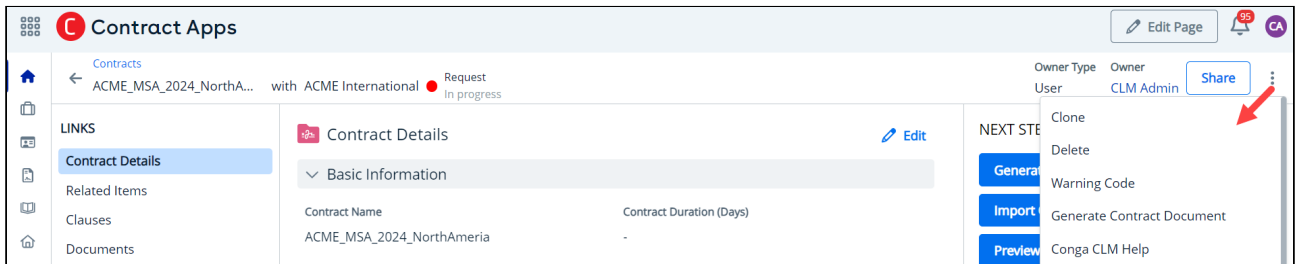 Contract Apps
Edit Page
95
CA
Contracts
ACME_MSA_2024_NorthA... with ACME International Request
In progress
Owner Type Owner
User CLM Admin
Share
LINKS
Contract Details
Related Items
Clauses
Documents
Contract Details
Edit
Basic Information
Contract Name Contract Duration (Days)
ACME_MSA_2024_NorthAmeria -
NEXT STE
Generat
Import
Preview
Clone
Delete
Warning Code
Generate Contract Document
Conga CLM Help